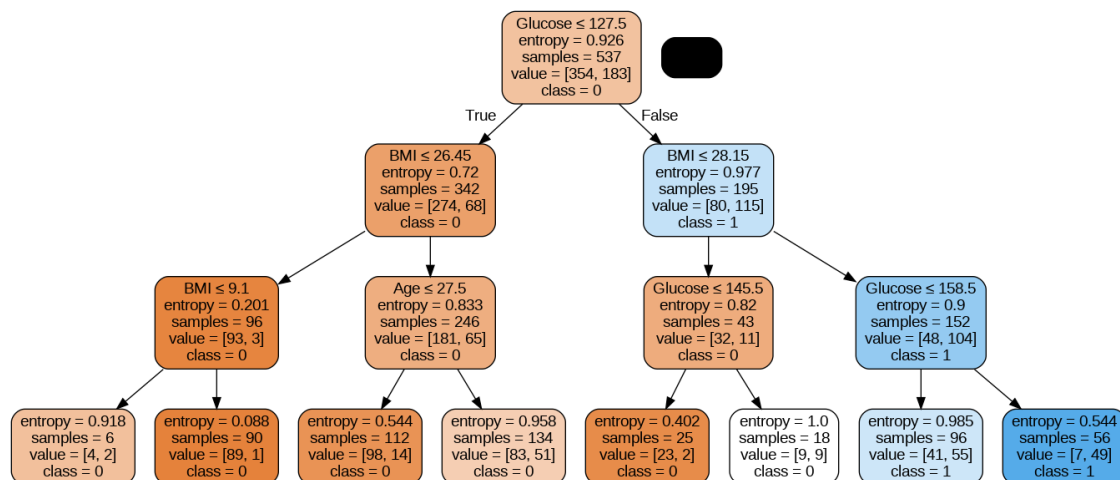 Glucose ≤ 127.5
entropy = 0.926
samples = 537
value = [354, 183]
class = 0
True
False
BMI ≤ 26.45
entropy = 0.72
samples = 342
value = [274, 68]
class = 0
BMI ≤ 28.15
entropy = 0.977
samples = 195
value = [80, 115]
class = 1
BMI ≤ 9.1
entropy = 0.201
samples = 96
value = [93, 3]
class = 0
Age ≤ 27.5
entropy = 0.833
samples = 246
value = [181, 65]
class = 0
Glucose ≤ 145.5
entropy = 0.82
samples = 43
value = [32, 11]
class = 0
Glucose ≤ 158.5
entropy = 0.9
samples = 152
value = [48, 104]
class = 1
entropy = 0.918
samples = 6
value = [4, 2]
class = 0
entropy = 0.088
samples = 90
value = [89, 1]
class = 0
entropy = 0.544
samples = 112
value = [98, 14]
class = 0
entropy = 0.958
samples = 134
value = [83, 51]
class = 0
entropy = 0.402
samples = 25
value = [23, 2]
class = 0
entropy = 1.0
samples = 18
value = [9, 9]
class = 0
entropy = 0.985
samples = 96
value = [41, 55]
class = 1
entropy = 0.544
samples = 56
value = [7, 49]
class = 1